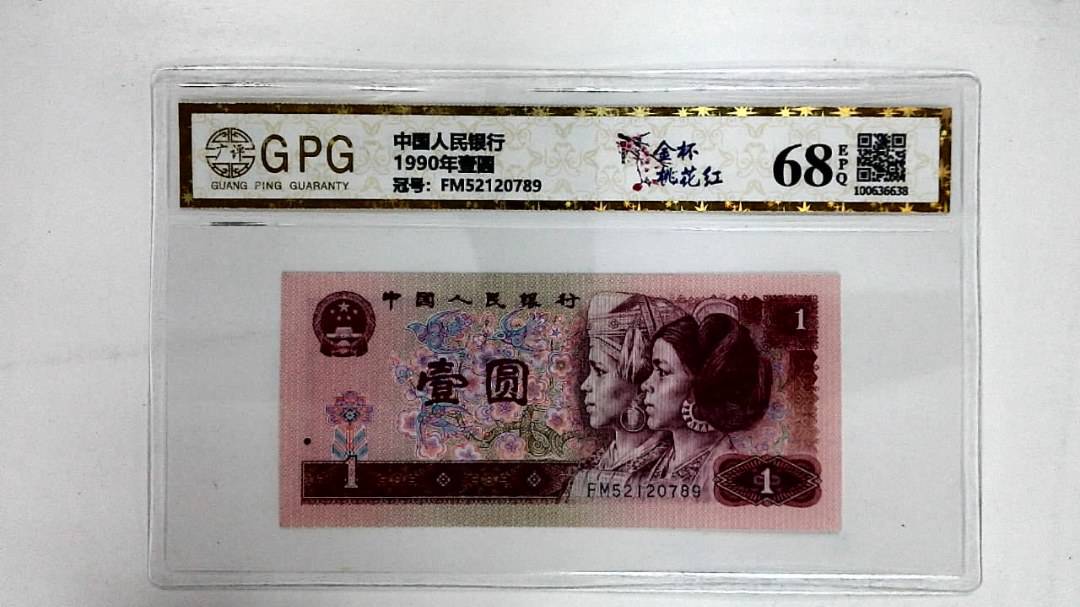 广评
GPG
GUANG PING GUARANTY
中国人民银行
1990年壹圆
冠号：FM52120789
金杯
桃花红
68
EPQ
100636638
中国人民银行
1
壹圆
1
FM52120789
1